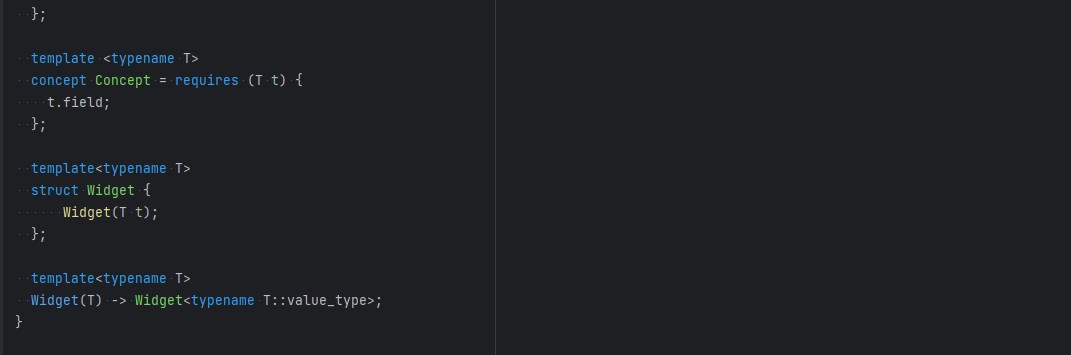 };
template <typename T>
concept Concept = requires (T t) {
t.field;
};
template<typename T>
struct Widget {
Widget(T t);
};
template<typename T>
Widget(T) -> Widget<typename T::value_type>;
}